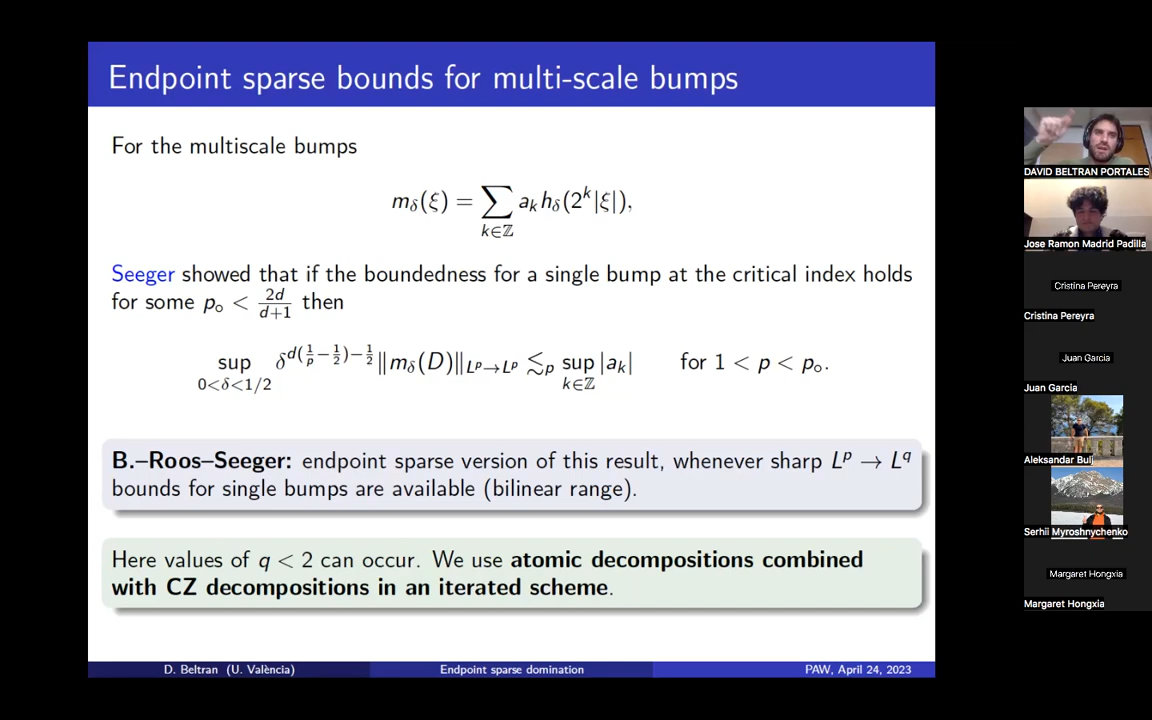 Endpoint sparse bounds for multi-scale bumps
For the multiscale bumps
m_δ(ξ) = ∑_{k∈ℤ} a_k h_δ(2^k|ξ|),
Seeger showed that if the boundedness for a single bump at the critical index holds
for some p_∘ < 2d/(d+1) then
sup_{0<δ<1/2} δ^{d(1/p − 1/2) − 1/2} ‖m_δ(D)‖_{L^p→L^p} ≲_p sup_{k∈ℤ} |a_k| for 1 < p < p_∘.
B.–Roos–Seeger: endpoint sparse version of this result, whenever sharp L^p → L^q
bounds for single bumps are available (bilinear range).
Here values of q < 2 can occur. We use atomic decompositions combined
with CZ decompositions in an iterated scheme.
D. Beltran (U. València) Endpoint sparse domination PAW, April 24, 2023
DAVID BELTRAN PORTALES
Jose Ramon Madrid Padilla
Cristina Pereyra
Cristina Pereyra
Juan Garcia
Juan Garcia
Aleksandar Bulj
Serhii Myroshnychenko
Margaret Hongxia
Margaret Hongxia